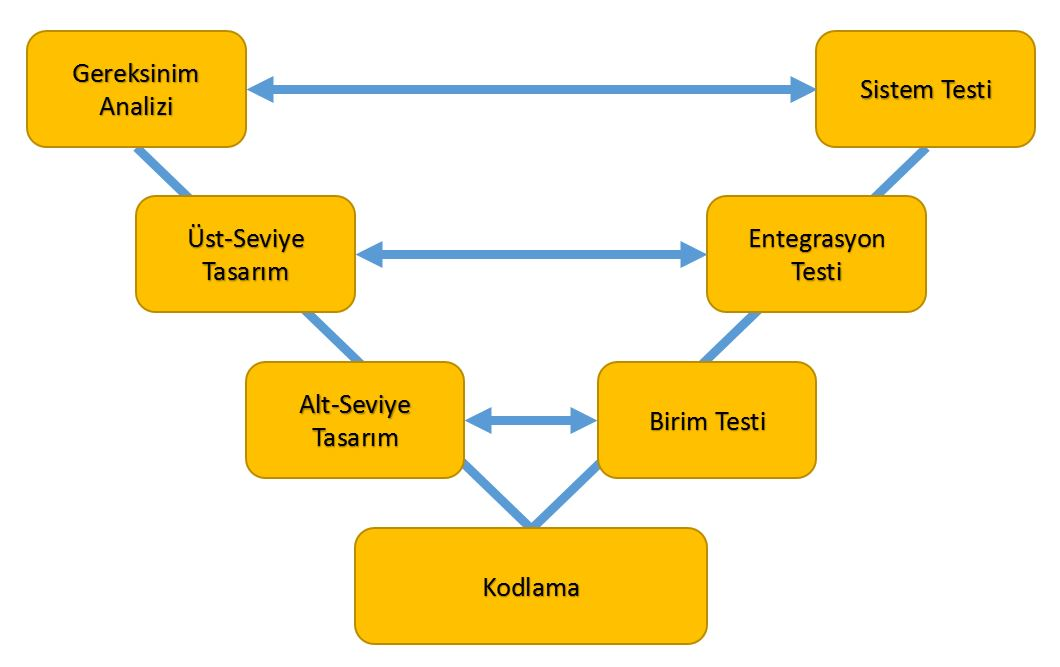 Gereksinim
Analizi
Sistem Testi
Üst-Seviye
Tasarım
Entegrasyon
Testi
Alt-Seviye
Tasarım
Birim Testi
Kodlama